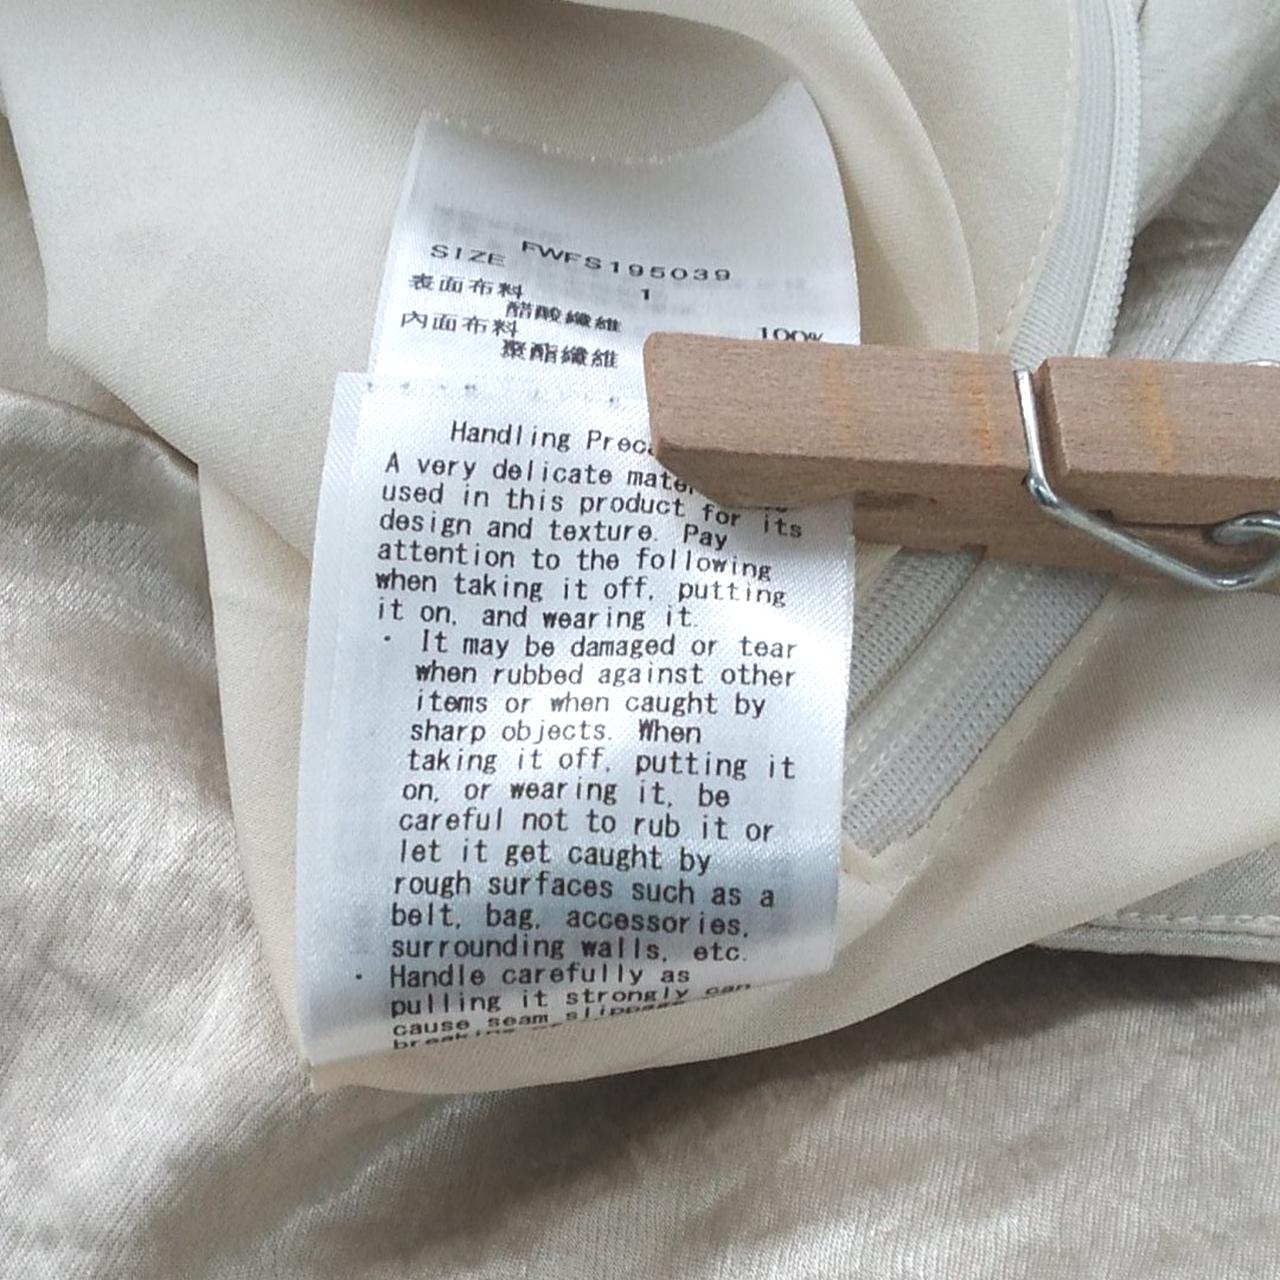 FWFS195039
SIZE 1
表面布料
醋酸纖維 100%
內面布料
聚酯纖維
Handling
A very delicate
used in this product for its
design and texture. Pay
attention to the following
when taking it off, putting
it on, and wearing it.
・ It may be damaged or tear
when rubbed against other
items or when caught by
sharp objects. When
taking it off, putting it
on, or wearing it, be
careful not to rub it or
let it get caught by
rough surfaces such as a
belt, bag, accessories,
surrounding walls, etc.
・ Handle carefully as
pulling it strongly can
cause seam slippage